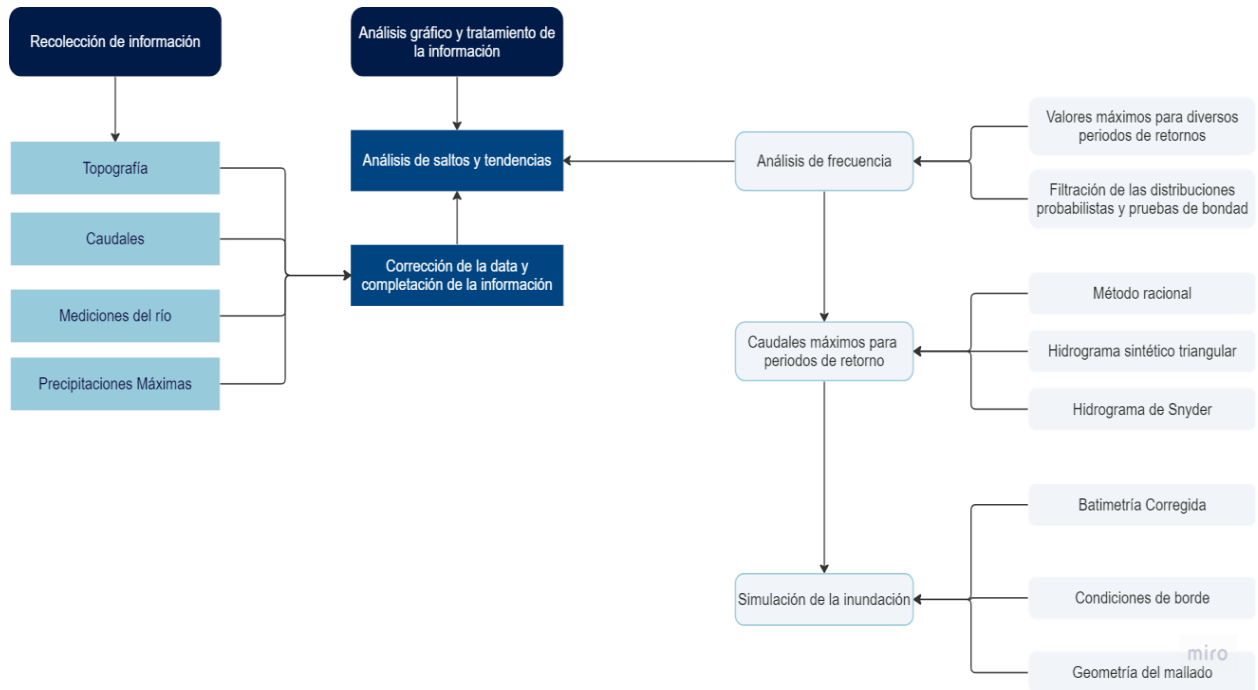 Recolección de información
Topografía
Caudales
Mediciones del río
Precipitaciones Máximas
Análisis gráfico y tratamiento de
la información
Análisis de saltos y tendencias
Corrección de la data y
completación de la información
Análisis de frecuencia
Caudales máximos para
periodos de retorno
Simulación de la inundación
Valores máximos para diversos
periodos de retornos
Filtración de las distribuciones
probabilistas y pruebas de bondad
Método racional
Hidrograma sintético triangular
Hidrograma de Snyder
Batimetría Corregida
Condiciones de borde
Geometría del mallado
miro